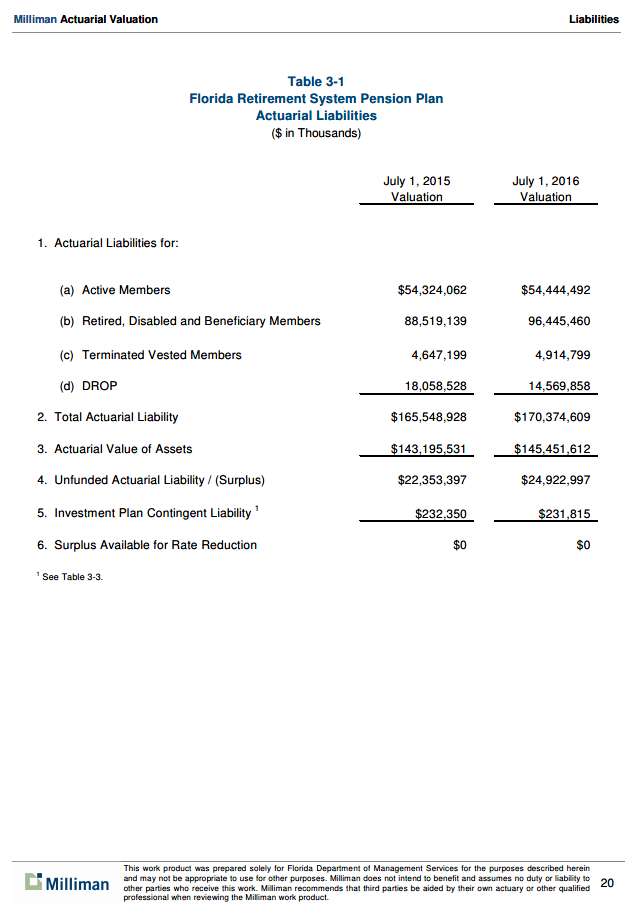 Milliman Actuarial Valuation Liabilities
Table 3-1
Florida Retirement System Pension Plan
Actuarial Liabilities
($ in Thousands)
July 1, 2015 July 1, 2016
Valuation Valuation
1. Actuarial Liabilities for:
(a) Active Members $54,324,062 $54,444,492
(b) Retired, Disabled and Beneficiary Members 88,519,139 96,445,460
(c) Terminated Vested Members 4,647,199 4,914,799
(d) DROP 18,058,528 14,569,858
2. Total Actuarial Liability $165,548,928 $170,374,609
3. Actuarial Value of Assets $143,195,531 $145,451,612
4. Unfunded Actuarial Liability / (Surplus) $22,353,397 $24,922,997
5. Investment Plan Contingent Liability 1 $232,350 $231,815
6. Surplus Available for Rate Reduction $0 $0
1 See Table 3-3.
This work product was prepared solely for Florida Department of Management Services for the purposes described herein
and may not be appropriate to use for other purposes. Milliman does not intend to benefit and assumes no duty or liability to
other parties who receive this work. Milliman recommends that third parties be aided by their own actuary or other qualified
professional when reviewing the Milliman work product.
Milliman
20